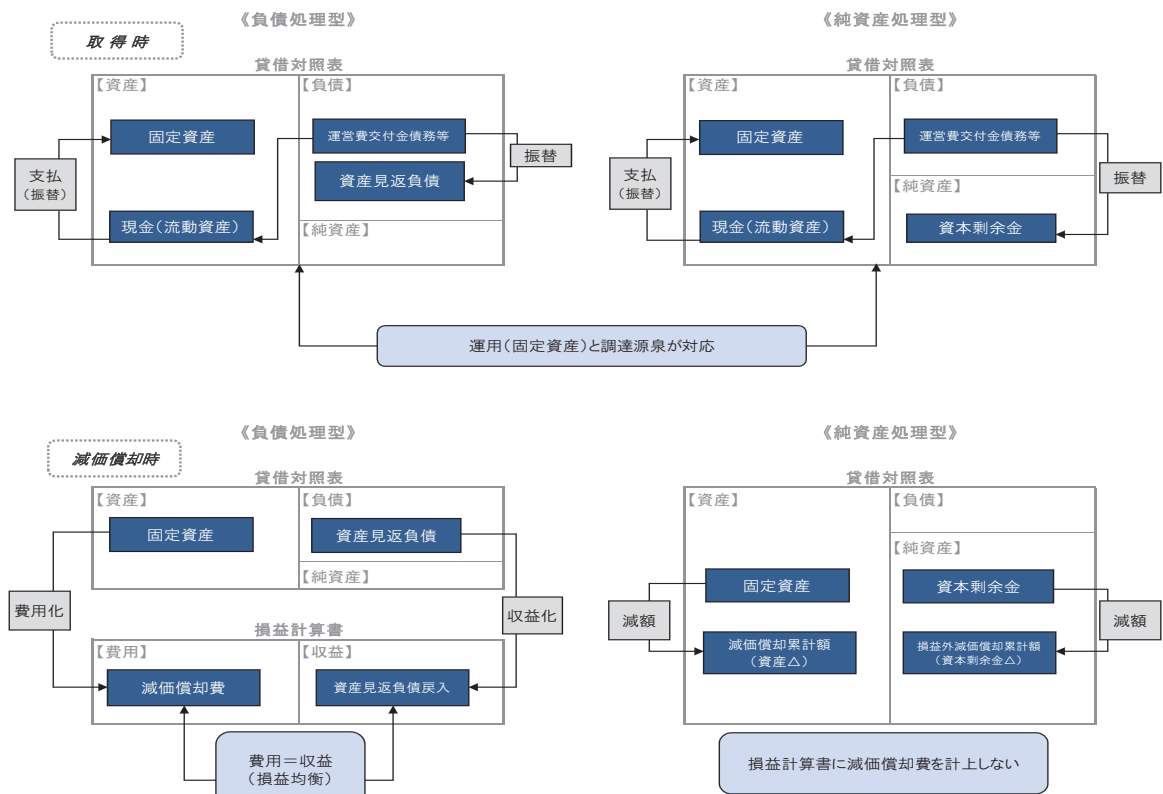 《負債処理型》
取得時
貸借対照表
【資産】
【負債】
固定資産
運営費交付金債務等
振替
支払
(振替)
資産見返負債
現金(流動資産)
【純資産】
《純資産処理型》
貸借対照表
【資産】
【負債】
固定資産
運営費交付金債務等
支払
(振替)
振替
【純資産】
現金(流動資産)
資本剰余金
運用(固定資産)と調達源泉が対応
《負債処理型》
減価償却時
貸借対照表
【資産】
【負債】
固定資産
資産見返負債
【純資産】
費用化
収益化
損益計算書
【費用】
【収益】
減価償却費
資産見返負債戻入
費用=収益
(損益均衡)
《純資産処理型》
貸借対照表
【資産】
【負債】
【純資産】
固定資産
資本剰余金
減額
減額
減価償却累計額
(資産△)
損益外減価償却累計額
(資本剰余金△)
損益計算書に減価償却費を計上しない